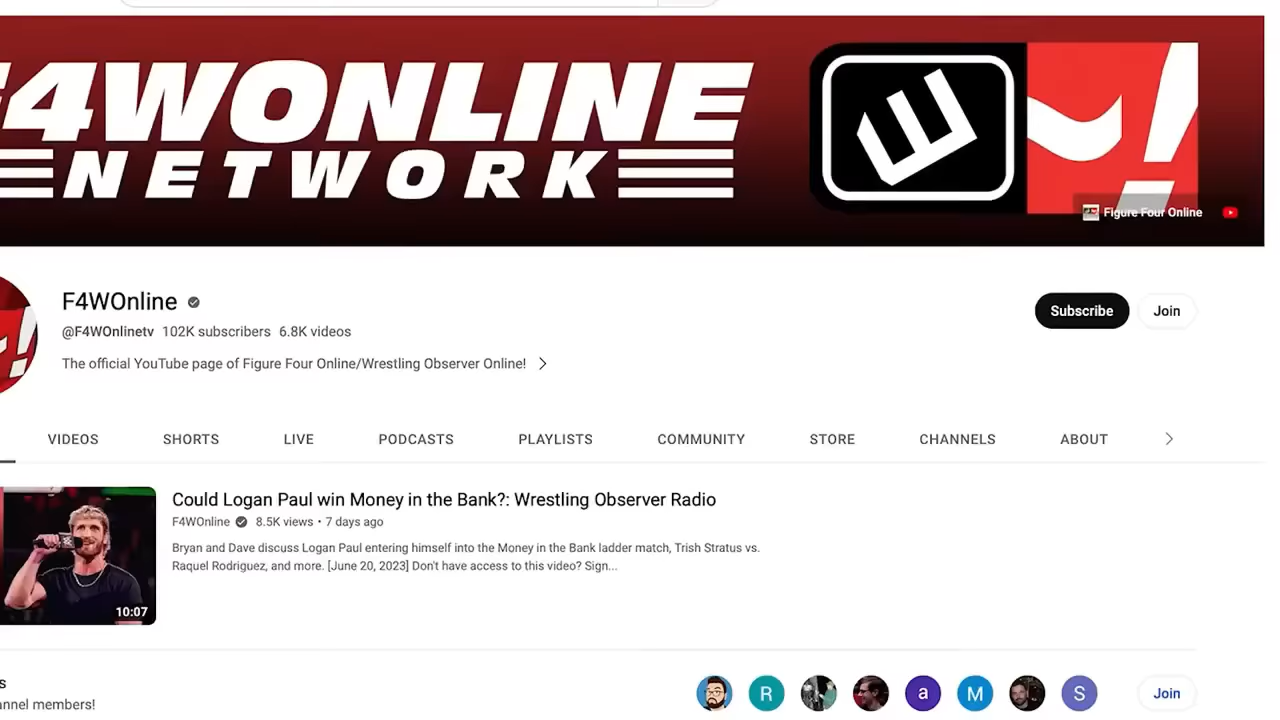 4WONLINE
NETWORK
Figure Four Online
F4WOnline
Subscribe
Join
@F4WOnlinetv 102K subscribers 6.8K videos
The official YouTube page of Figure Four Online/Wrestling Observer Online!
VIDEOS SHORTS LIVE PODCASTS PLAYLISTS COMMUNITY STORE CHANNELS ABOUT
Could Logan Paul win Money in the Bank?: Wrestling Observer Radio
F4WOnline 8.5K views • 7 days ago
Bryan and Dave discuss Logan Paul entering himself into the Money in the Bank ladder match, Trish Stratus vs.
Raquel Rodriguez, and more. [June 20, 2023] Don't have access to this video? Sign...
10:07
s
R a M S
Join
annel members!